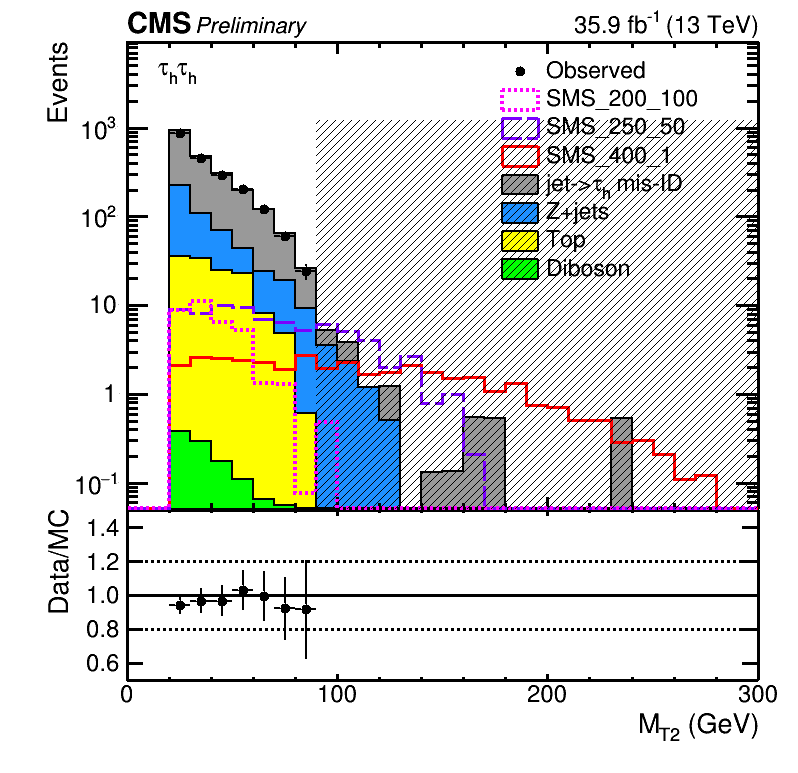 CMS Preliminary 35.9 fb⁻¹ (13 TeV)
τₕτₕ
Events
10³
10²
10
1
10⁻¹
Observed
SMS_200_100
SMS_250_50
SMS_400_1
jet->τₕ mis-ID
Z+jets
Top
Diboson
Data/MC
1.4
1.2
1.0
0.8
0.6
0 100 200 300
M_T2 (GeV)